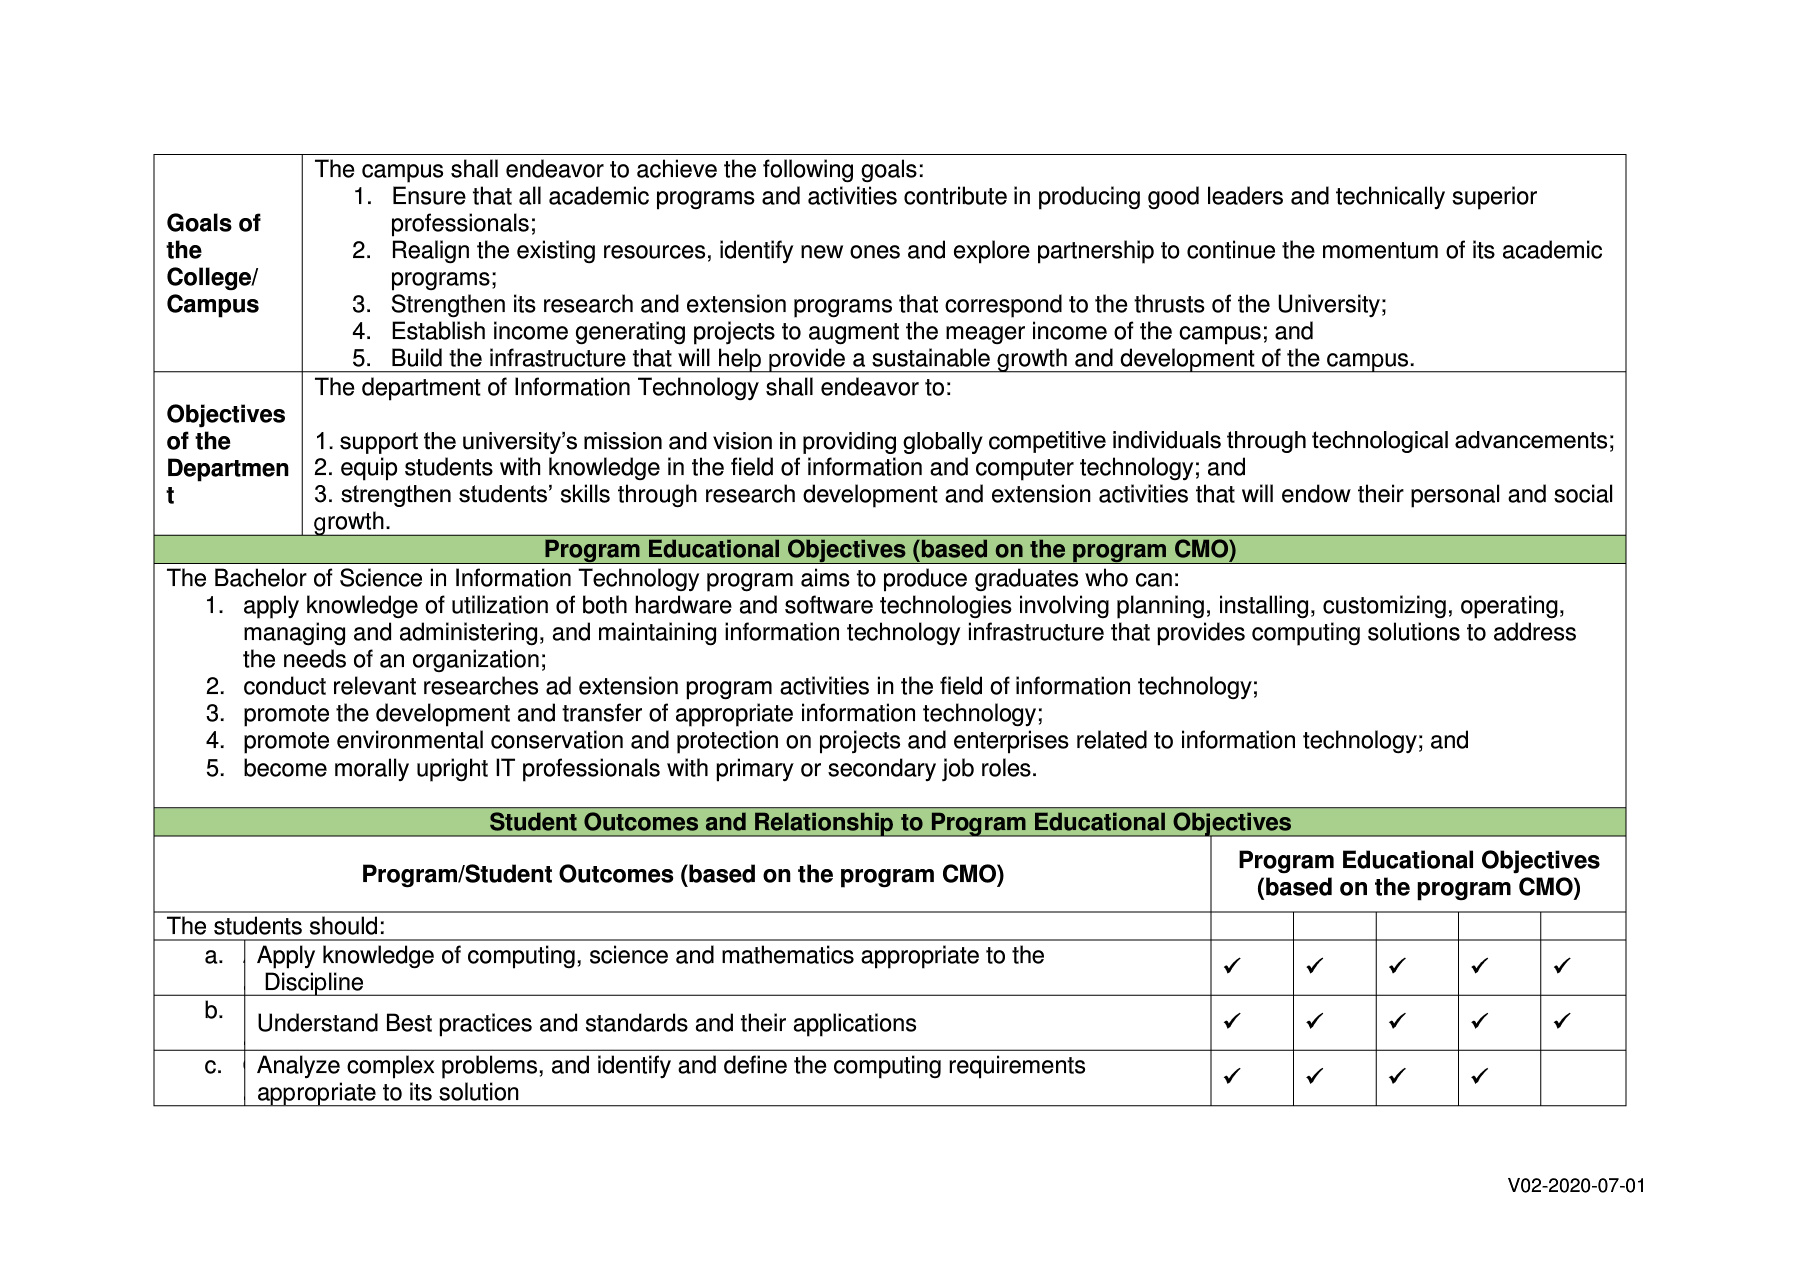 Goals of
the
College/
Campus
The campus shall endeavor to achieve the following goals:
1. Ensure that all academic programs and activities contribute in producing good leaders and technically superior
professionals;
2. Realign the existing resources, identify new ones and explore partnership to continue the momentum of its academic
programs;
3. Strengthen its research and extension programs that correspond to the thrusts of the University;
4. Establish income generating projects to augment the meager income of the campus; and
5. Build the infrastructure that will help provide a sustainable growth and development of the campus.
Objectives
of the
Departmen
t
The department of Information Technology shall endeavor to:
1. support the university’s mission and vision in providing globally competitive individuals through technological advancements;
2. equip students with knowledge in the field of information and computer technology; and
3. strengthen students’ skills through research development and extension activities that will endow their personal and social
growth.
Program Educational Objectives (based on the program CMO)
The Bachelor of Science in Information Technology program aims to produce graduates who can:
1. apply knowledge of utilization of both hardware and software technologies involving planning, installing, customizing, operating,
managing and administering, and maintaining information technology infrastructure that provides computing solutions to address
the needs of an organization;
2. conduct relevant researches ad extension program activities in the field of information technology;
3. promote the development and transfer of appropriate information technology;
4. promote environmental conservation and protection on projects and enterprises related to information technology; and
5. become morally upright IT professionals with primary or secondary job roles.
Student Outcomes and Relationship to Program Educational Objectives
Program/Student Outcomes (based on the program CMO)
Program Educational Objectives
(based on the program CMO)
The students should:
a. Apply knowledge of computing, science and mathematics appropriate to the
Discipline
✓ ✓ ✓ ✓ ✓
b. Understand Best practices and standards and their applications
✓ ✓ ✓ ✓ ✓
c. Analyze complex problems, and identify and define the computing requirements
appropriate to its solution
✓ ✓ ✓ ✓
V02-2020-07-01